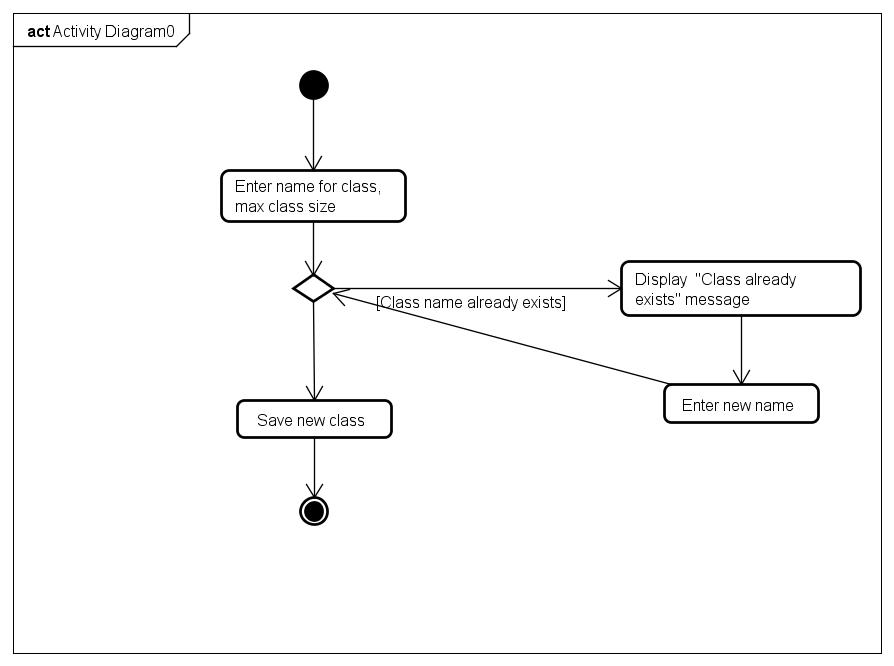 act Activity Diagram0
Enter name for class,
max class size
Display  "Class already
exists" message
[Class name already exists]
Enter new name
Save new class